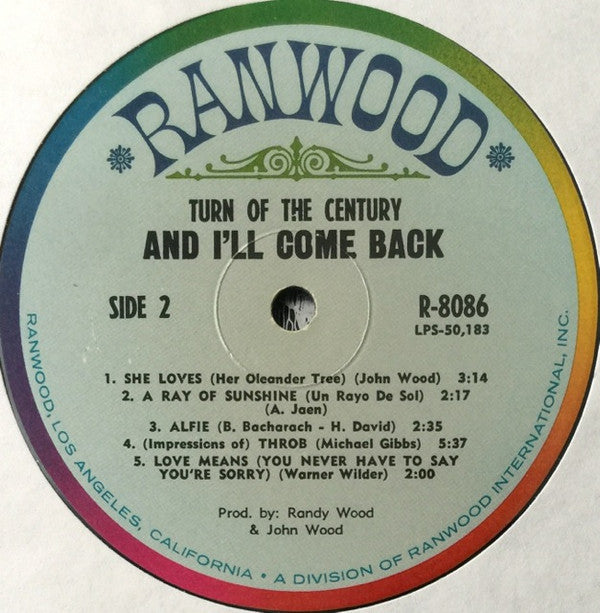 RANWOOD
TURN OF THE CENTURY
AND I'LL COME BACK
SIDE 2
R-8086
LPS-50,183
1. SHE LOVES (Her Oleander Tree) (John Wood) 3:14
2. A RAY OF SUNSHINE (Un Rayo De Sol) 2:17
(A. Jaen)
3. ALFIE (B. Bacharach - H. David) 2:35
4. (Impressions of) THROB (Michael Gibbs) 5:37
5. LOVE MEANS (YOU NEVER HAVE TO SAY
YOU'RE SORRY) (Warner Wilder) 2:00
Prod. by: Randy Wood
& John Wood
RANWOOD, LOS ANGELES, CALIFORNIA • A DIVISION OF RANWOOD INTERNATIONAL, INC.